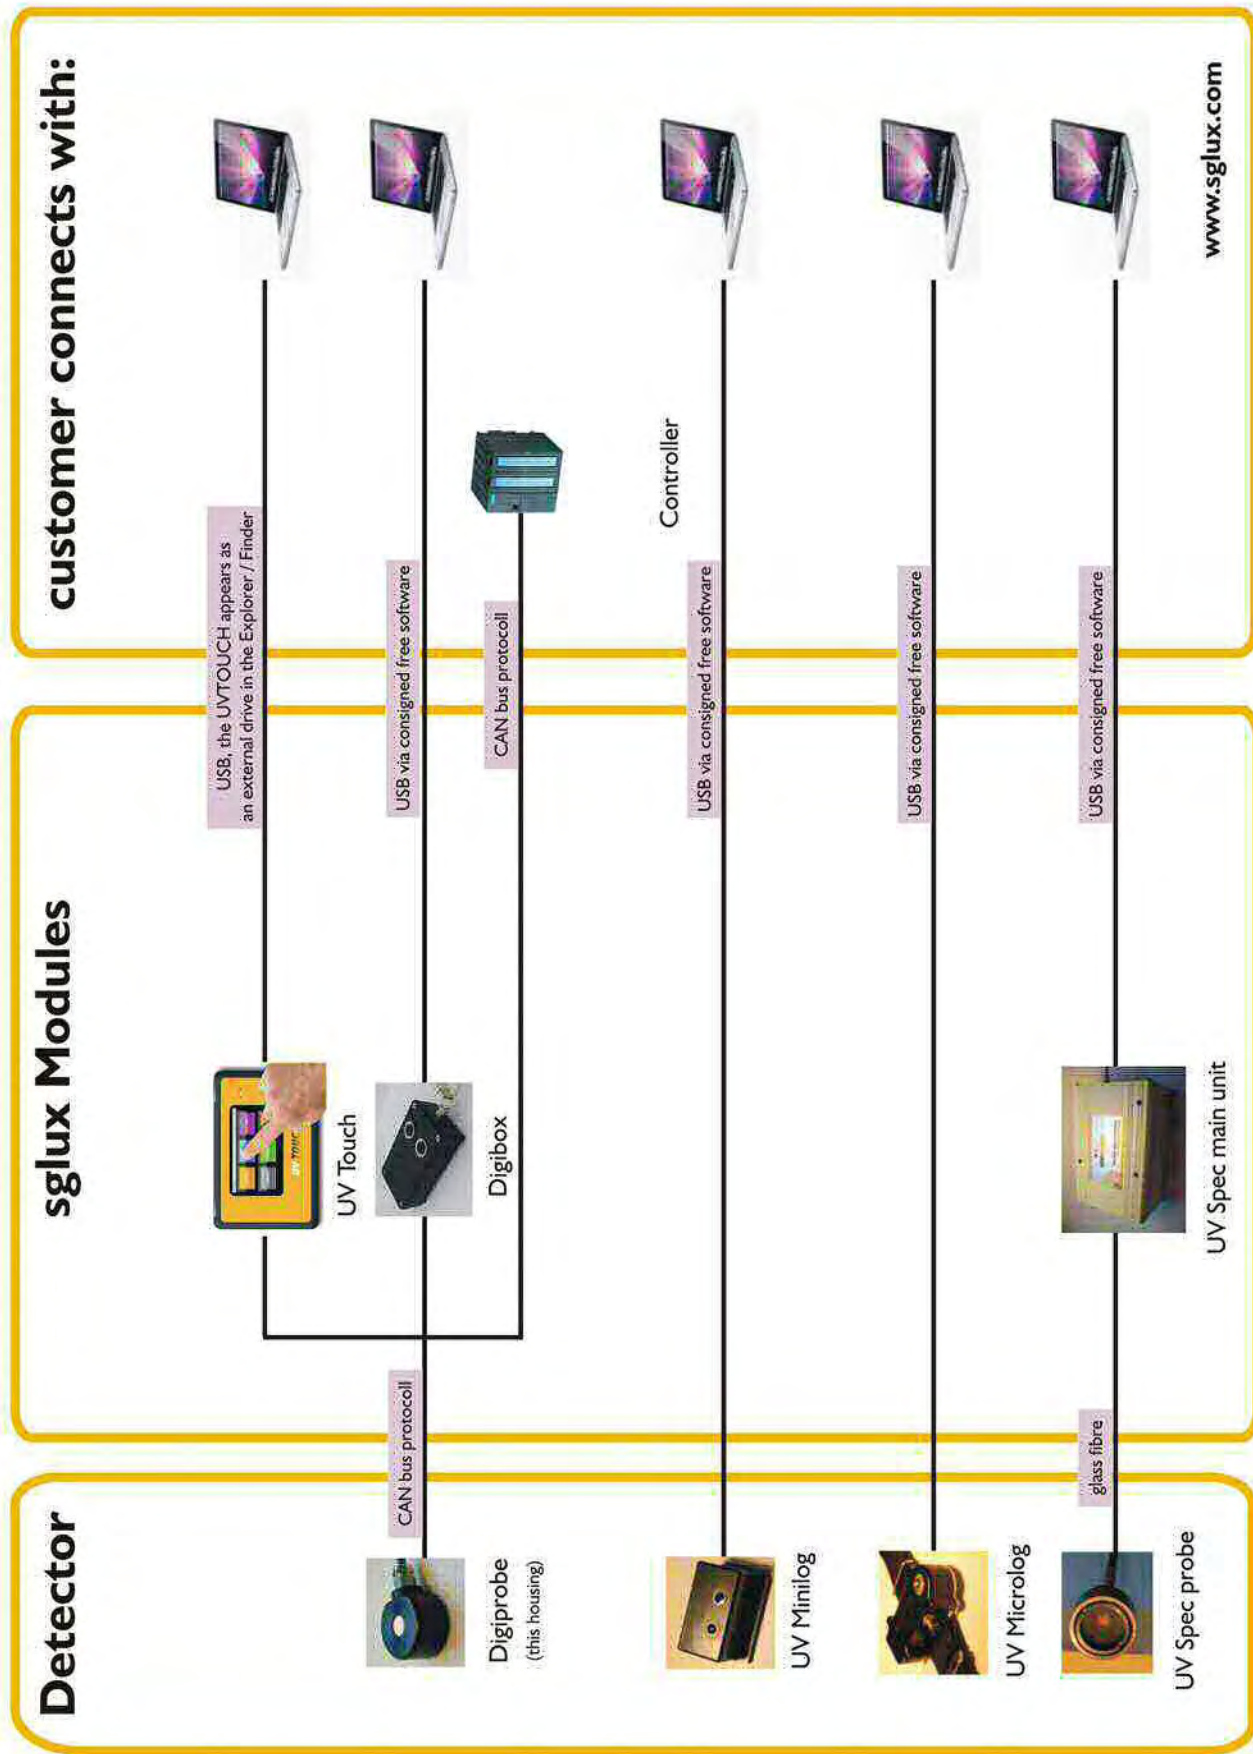 Detector
sglux Modules
customer connects with:
CAN bus protocoll
Digiprobe
(this housing)
UV Touch
UV TOUCH
USB, the UVTOUCH appears as
an external drive in the Explorer / Finder
Digibox
USB via consigned free software
CAN bus protocoll
Controller
UV Minilog
USB via consigned free software
UV Microlog
USB via consigned free software
UV Spec probe
glass fibre
UV Spec main unit
USB via consigned free software
www.sglux.com